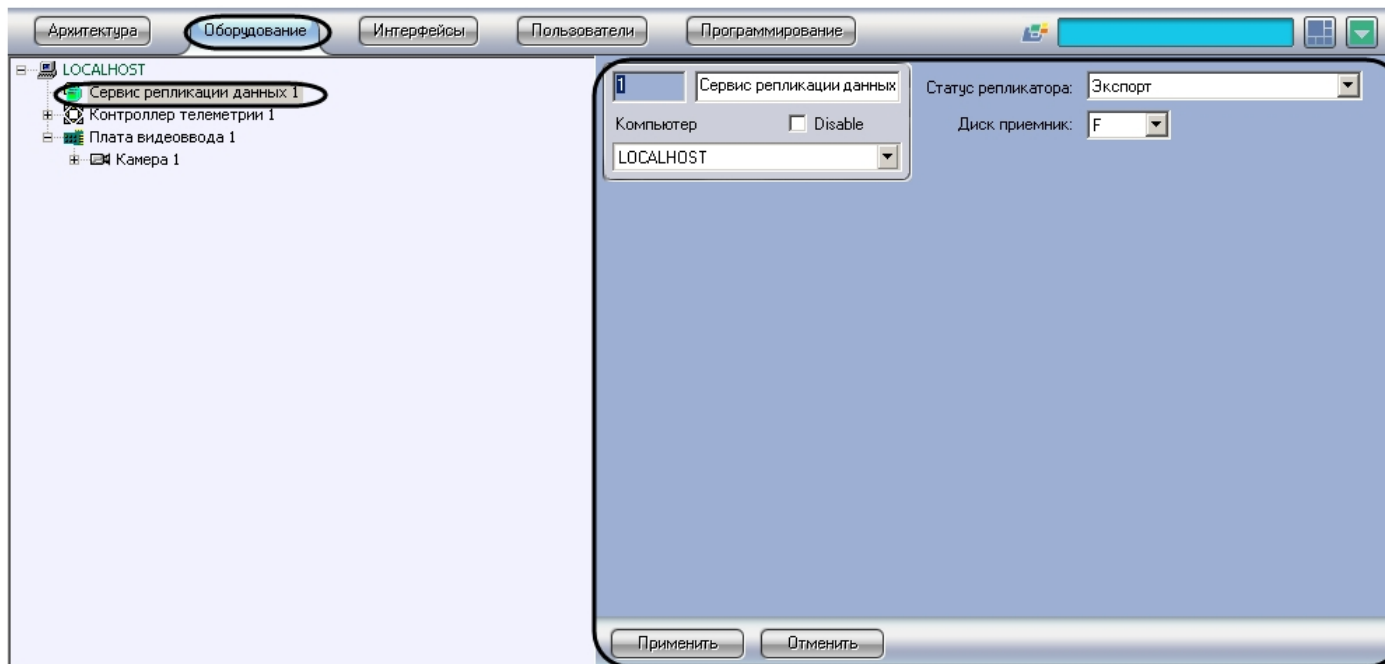 Архитектура Оборудование Интерфейсы Пользователи Программирование
LOCALHOST
Сервис репликации данных 1
Контроллер телеметрии 1
Плата видеоввода 1
Камера 1
1 Сервис репликации данных
Компьютер Disable
LOCALHOST
Статус репликатора: Экспорт
Диск приемник: F
Применить Отменить